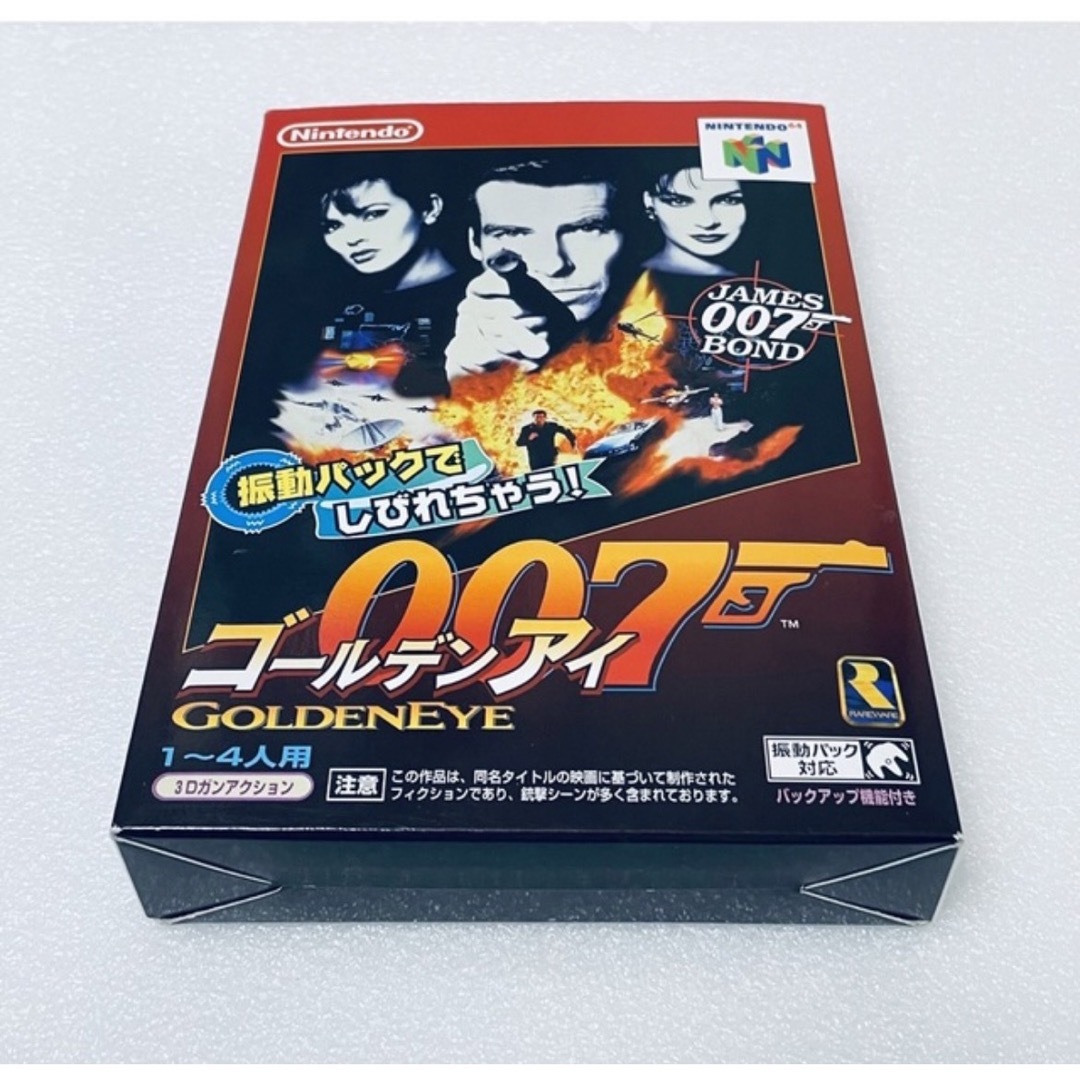 Nintendo
NINTENDO64
JAMES
007
BOND
振動パックで
しびれちゃう!
007
TM
ゴールデンアイ
GOLDENEYE
RAREWARE
1〜4人用
3Dガンアクション
注意
この作品は、同名タイトルの映画に基づいて制作された
フィクションであり、銃撃シーンが多く含まれております。
振動パック
対応
バックアップ機能付き